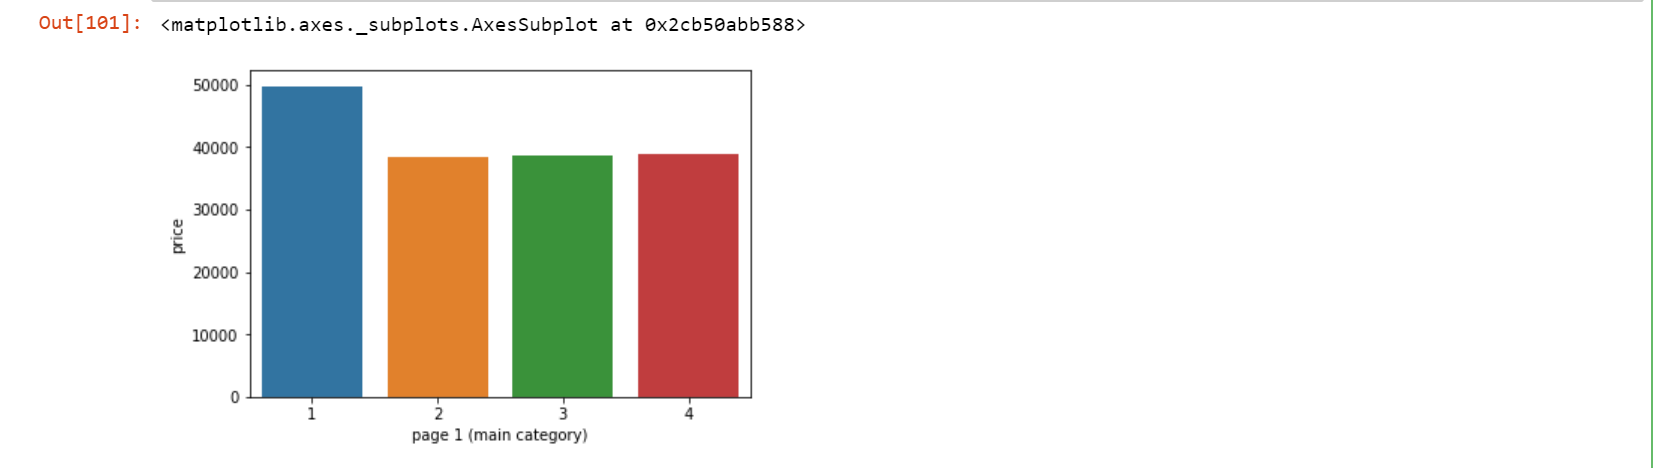 Out[101]: <matplotlib.axes._subplots.AxesSubplot at 0x2cb50abb588>
50000
40000
30000
20000
10000
0
price
1 2 3 4
page 1 (main category)